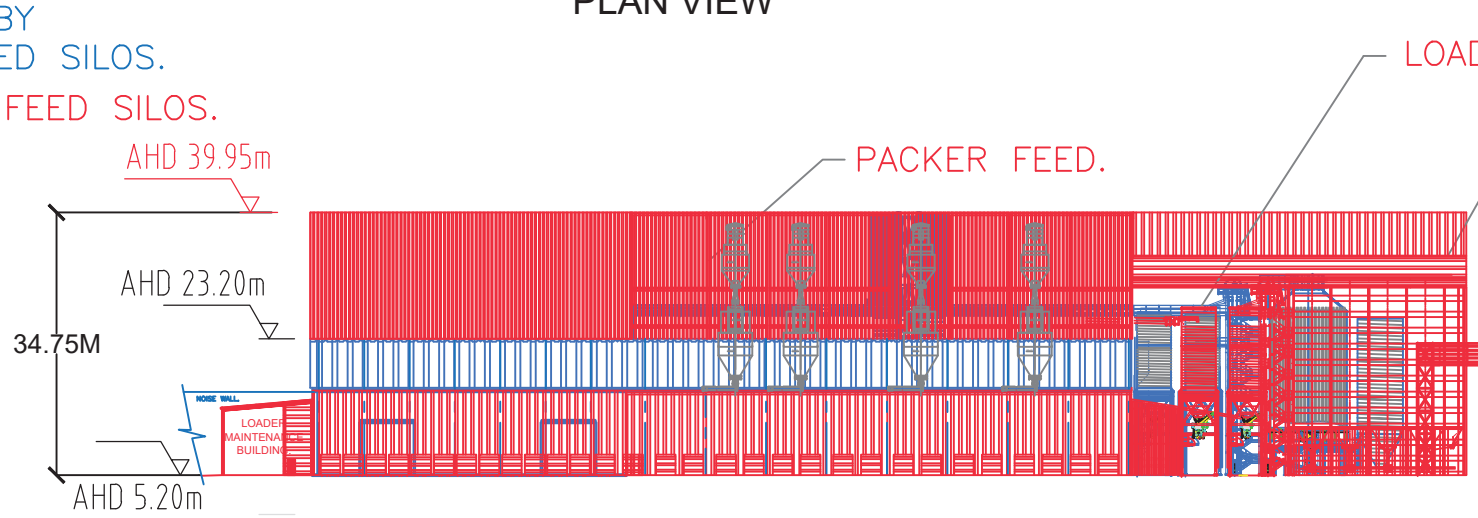 PLAN VIEW
BY
ED SILOS.
FEED SILOS.
LOAD
AHD 39.95m
PACKER FEED.
AHD 23.20m
34.75M
NOISE WALL
LOADER
MAINTENANCE
BUILDING
AHD 5.20m